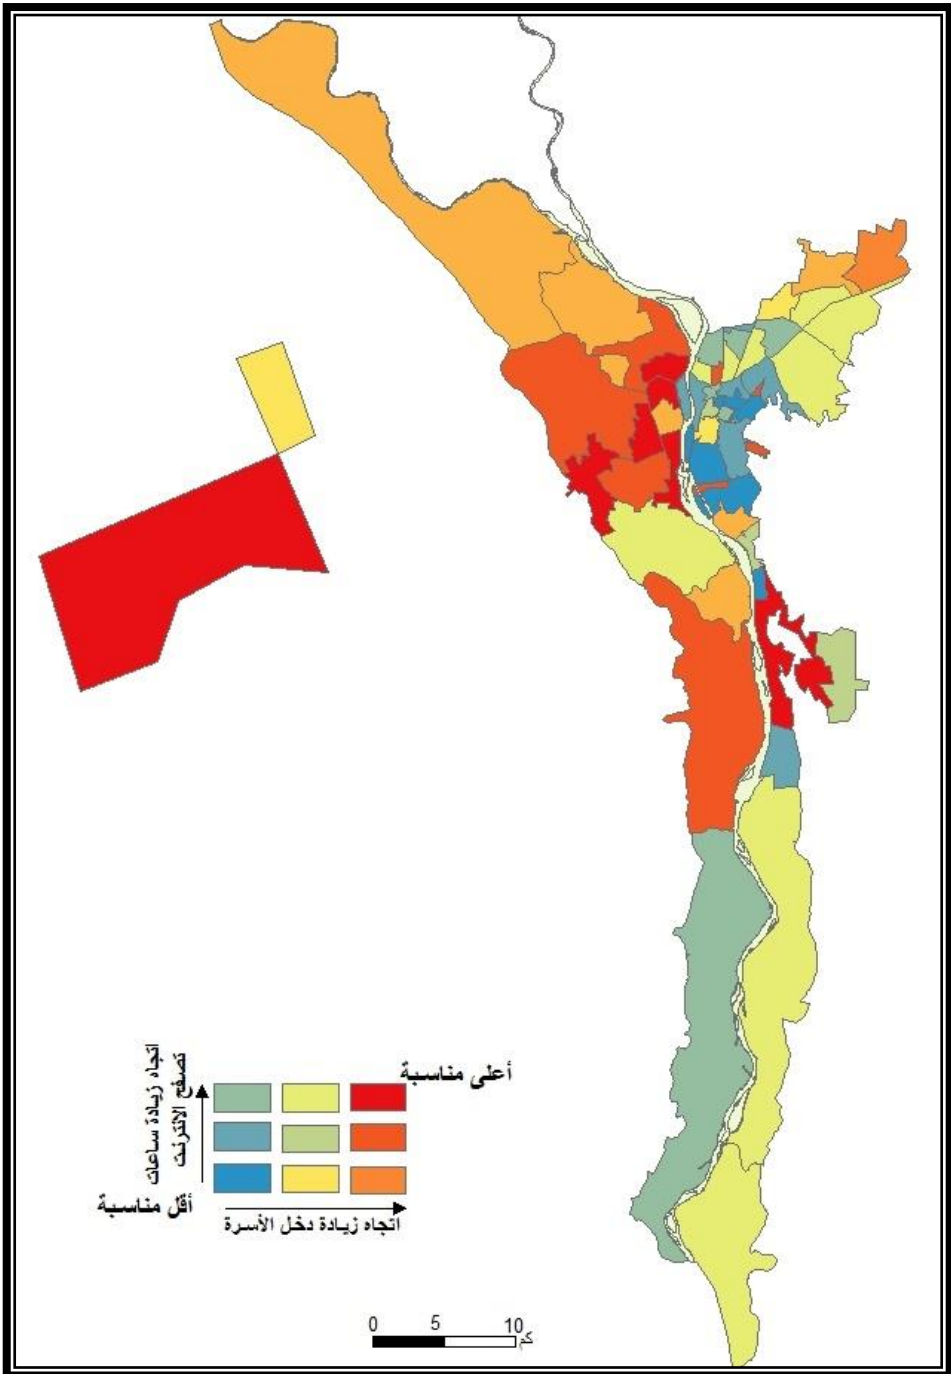 أعلى مناسبة
اتجاه زيادة ساعات
تصفح الانترنت
أقل مناسبة
اتجاه زيادة دخل الأسرة
0 5 10
كم